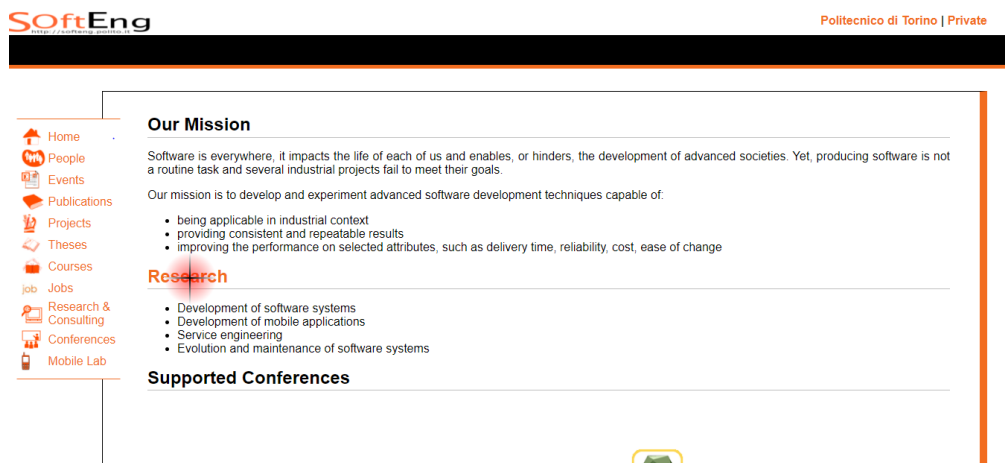 SOftEng
http://softeng.polito.it
Politecnico di Torino | Private
Home
People
Events
Publications
Projects
Theses
Courses
job Jobs
Research &
Consulting
Conferences
Mobile Lab
Our Mission
Software is everywhere, it impacts the life of each of us and enables, or hinders, the development of advanced societies. Yet, producing software is not
a routine task and several industrial projects fail to meet their goals.
Our mission is to develop and experiment advanced software development techniques capable of:
• being applicable in industrial context
• providing consistent and repeatable results
• improving the performance on selected attributes, such as delivery time, reliability, cost, ease of change
Research
• Development of software systems
• Development of mobile applications
• Service engineering
• Evolution and maintenance of software systems
Supported Conferences